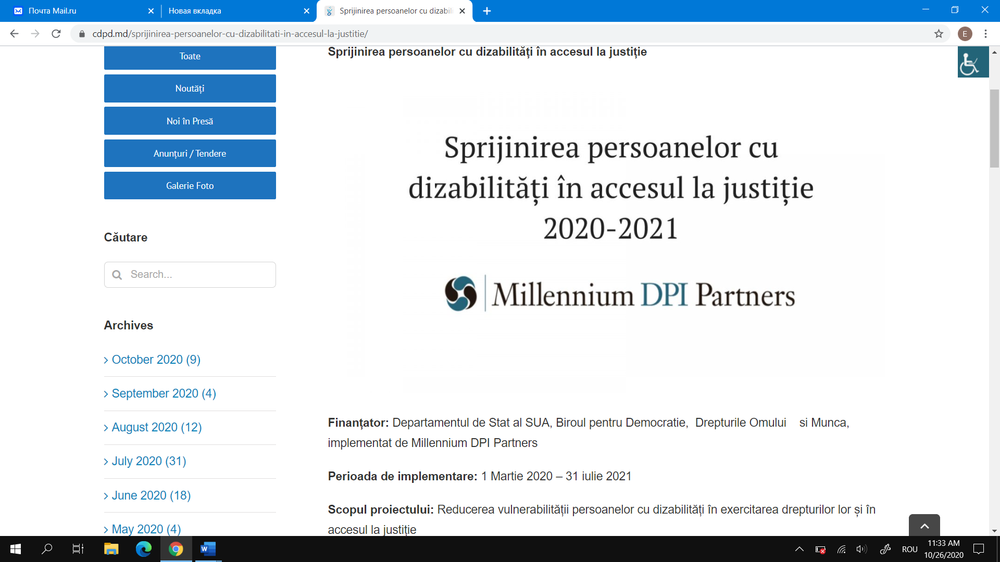 Почта Mail.ru
Новая вкладка
Sprijinirea persoanelor cu dizabili
cdpd.md/sprijinirea-persoanelor-cu-dizabilitati-in-accesul-la-justitie/
E
Toate
Noutăți
Noi în Presă
Anunțuri / Tendere
Galerie Foto
Căutare
Search...
Archives
October 2020 (9)
September 2020 (4)
August 2020 (12)
July 2020 (31)
June 2020 (18)
May 2020 (4)
Sprijinirea persoanelor cu dizabilități în accesul la justiție
Sprijinirea persoanelor cu
dizabilități în accesul la justiție
2020-2021
Millennium DPI Partners
Finanțator: Departamentul de Stat al SUA, Biroul pentru Democratie, Drepturile Omului si Munca,
implementat de Millennium DPI Partners
Perioada de implementare: 1 Martie 2020 – 31 iulie 2021
Scopul proiectului: Reducerea vulnerabilității persoanelor cu dizabilități în exercitarea drepturilor lor și în
accesul la justiție
W
ROU
11:33 AM
10/26/2020